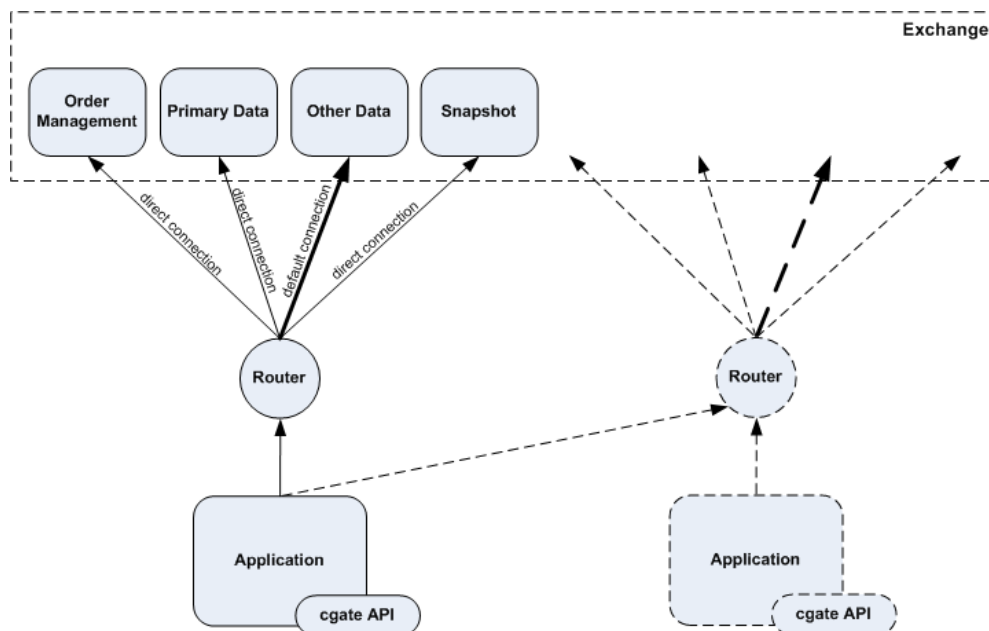 Exchange
Order
Management
Primary Data
Other Data
Snapshot
direct connection
direct connection
default connection
direct connection
Router
Router
Application
Application
cgate API
cgate API